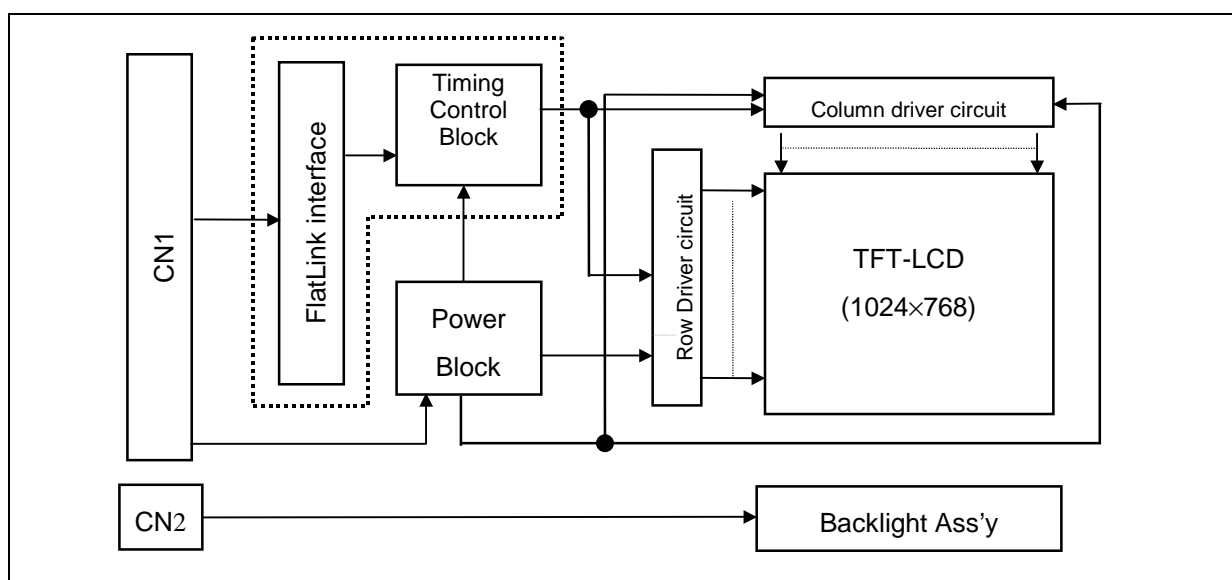 CN1
FlatLink interface
Timing
Control
Block
Power
Block
Row Driver circuit
Column driver circuit
TFT-LCD
(1024×768)
CN2
Backlight Ass'y